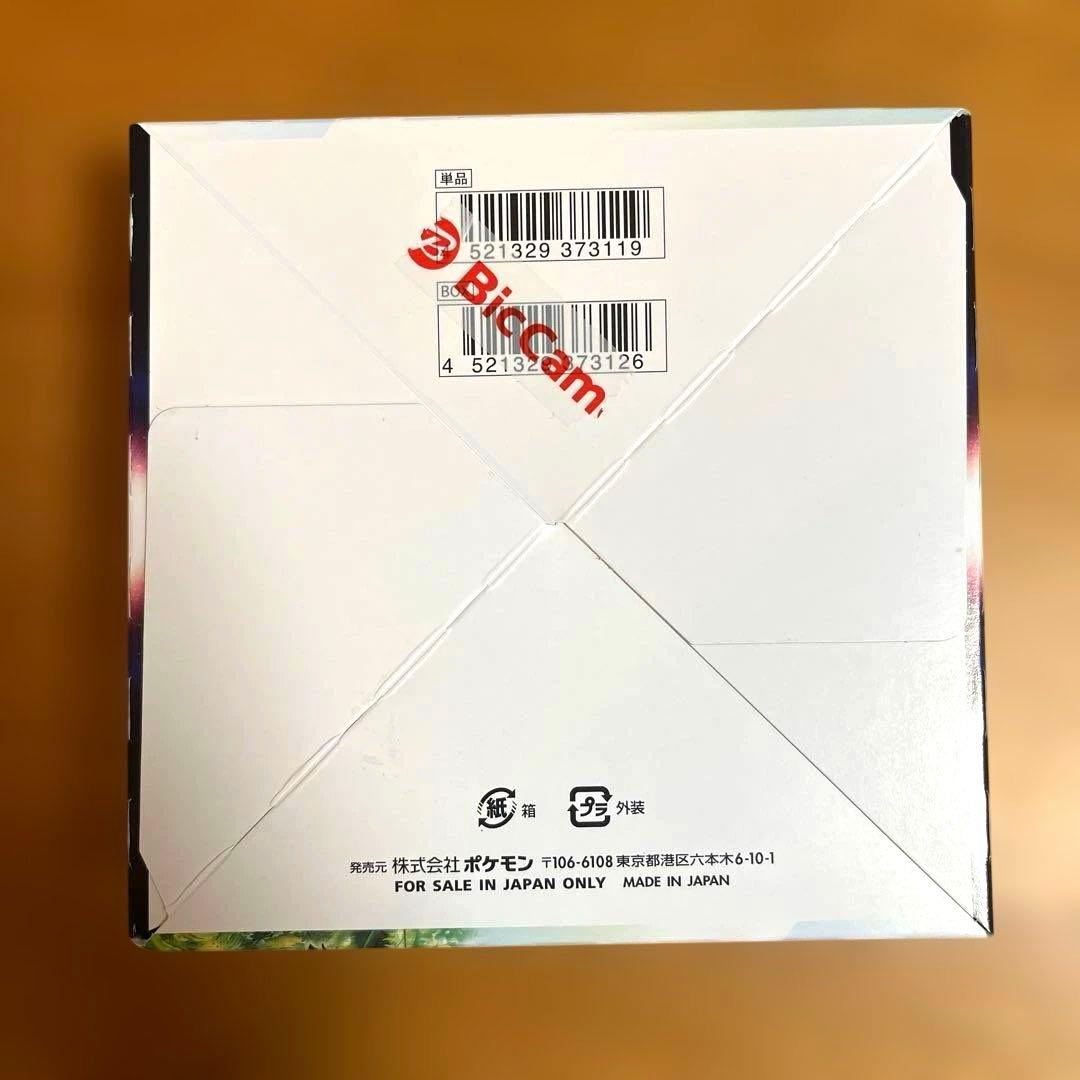 単品
4 521329 373119
BicCam
BOX
4 521329 373126
紙 箱 プラ 外装
発売元 株式会社 ポケモン 〒106-6108 東京都港区六本木6-10-1
FOR SALE IN JAPAN ONLY MADE IN JAPAN